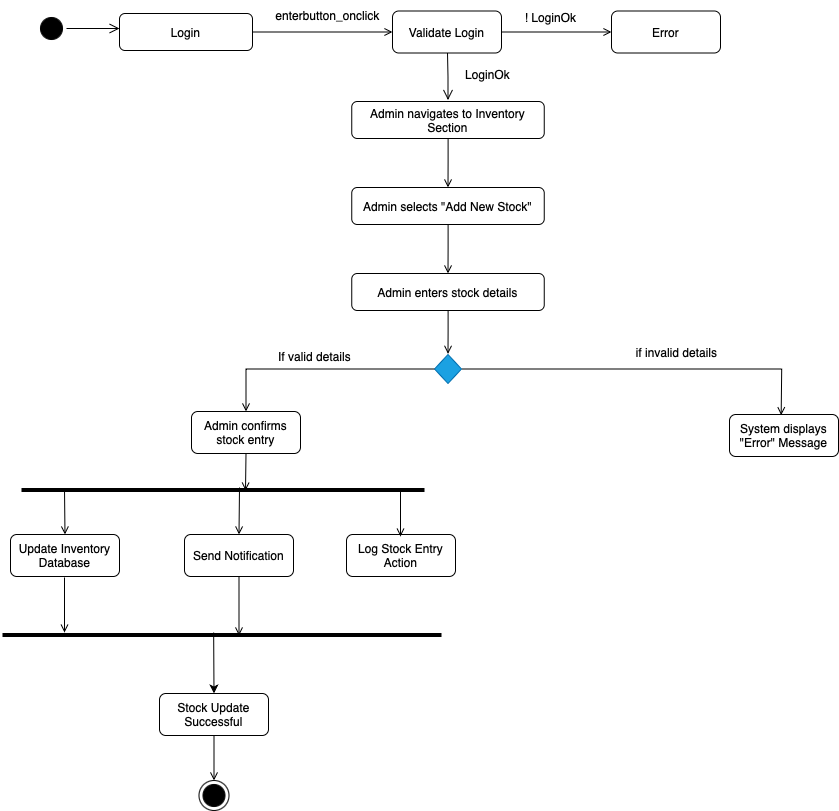 enterbutton_onclick
! LoginOk
Login
Validate Login
Error
LoginOk
Admin navigates to Inventory
Section
Admin selects "Add New Stock"
Admin enters stock details
If valid details
if invalid details
Admin confirms
stock entry
System displays
"Error" Message
Update Inventory
Database
Send Notification
Log Stock Entry
Action
Stock Update
Successful